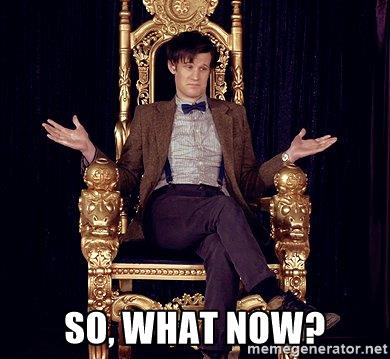 SO, WHAT NOW?
memegenerator.net